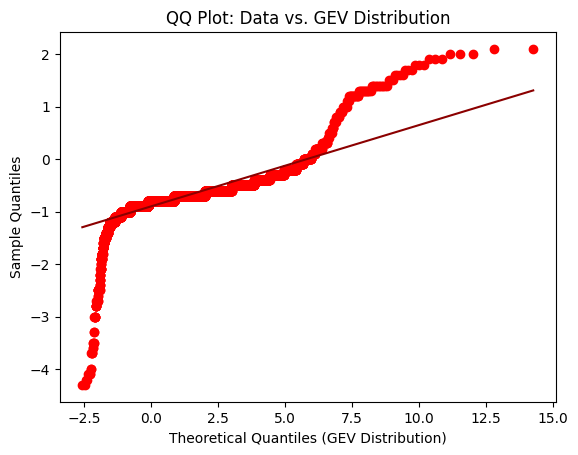 QQ Plot: Data vs. GEV Distribution
2
1
0
−1
−2
−3
−4
Sample Quantiles
−2.5 0.0 2.5 5.0 7.5 10.0 12.5 15.0
Theoretical Quantiles (GEV Distribution)